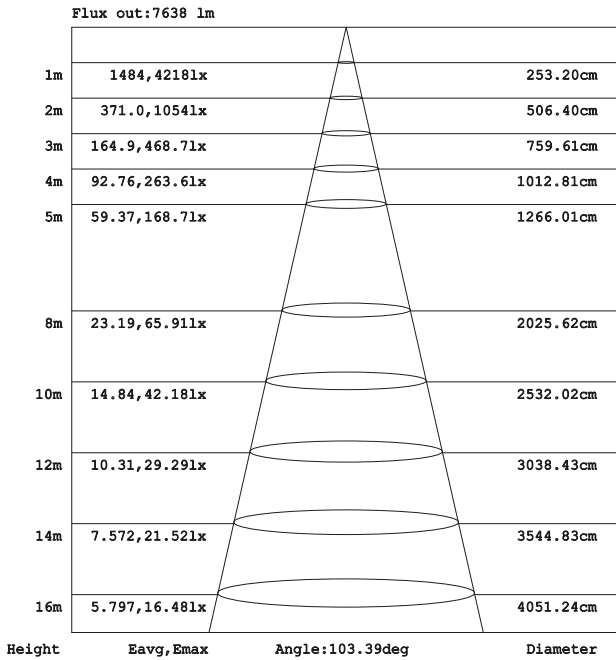 Flux out:7638 lm
1m 1484,4218lx 253.20cm
2m 371.0,1054lx 506.40cm
3m 164.9,468.7lx 759.61cm
4m 92.76,263.6lx 1012.81cm
5m 59.37,168.7lx 1266.01cm
8m 23.19,65.91lx 2025.62cm
10m 14.84,42.18lx 2532.02cm
12m 10.31,29.29lx 3038.43cm
14m 7.572,21.52lx 3544.83cm
16m 5.797,16.48lx 4051.24cm
Height Eavg,Emax Angle:103.39deg Diameter